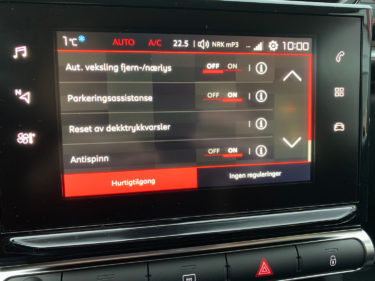 1°C AUTO A/C 22.5 NRK mP3 10:00
Aut. veksling fjern-/nærlys OFF ON
Parkeringsassistanse OFF ON
Reset av dekktrykkvarsler
Antispinn OFF ON
Hurtigtilgong Ingen reguleringer